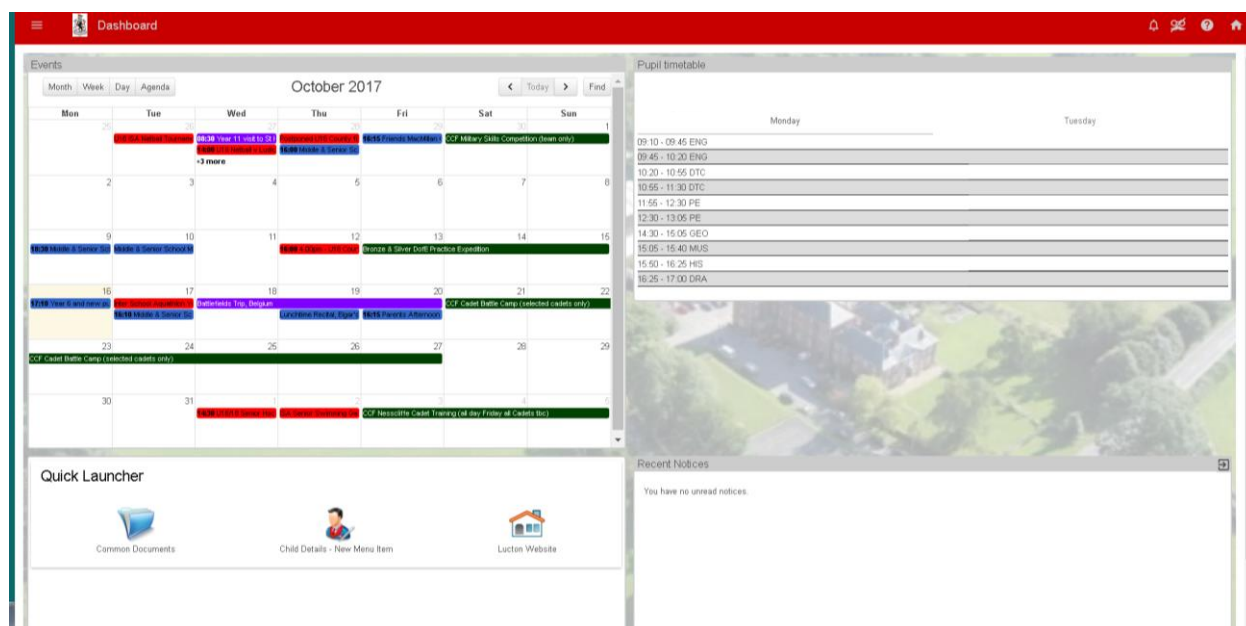 Dashboard
Events
Month Week Day Agenda
October 2017
Today
Find
Mon Tue Wed Thu Fri Sat Sun
25 26 27 28 29 30 1
08:30 Year 11 visit to St
16:15 Friends Macmillan
CCF Military Skills Competition (team only)
16:00 Middle & Senior Sc
+3 more
2 3 4 5 6 7 8
9 10 11 12 13 14 15
18:30 Middle & Senior Sc
Middle & Senior School M
Bronze & Silver DofE Practice Expedition
16 17 18 19 20 21 22
17:10 Year 6 and new pu
Battlefields Trip, Belgium
CCF Cadet Battle Camp (selected cadets only)
16:10 Middle & Senior Sc
Lunchtime Recital, Elgar's
16:15 Parents Afternoon
23 24 25 26 27 28 29
CCF Cadet Battle Camp (selected cadets only)
30 31 1 2 3 4 5
CCF Nesscliffe Cadet Training (all day Friday all Cadets tbc)
Quick Launcher
Common Documents
Child Details - New Menu Item
Lucton Website
Pupil timetable
Monday Tuesday
09:10 - 09:45 ENG
09:45 - 10:20 ENG
10:20 - 10:55 DTC
10:55 - 11:30 DTC
11:55 - 12:30 PE
12:30 - 13:05 PE
14:30 - 15:05 GEO
15:05 - 15:40 MUS
15:50 - 16:25 HIS
16:25 - 17:00 DRA
Recent Notices
You have no unread notices.